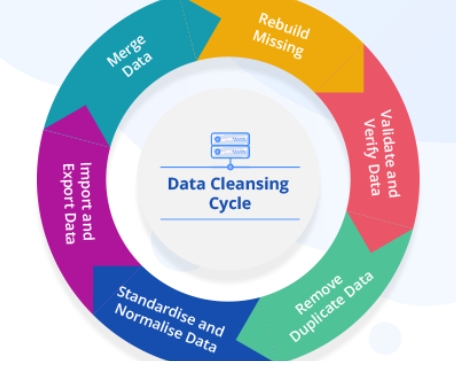 Data Cleansing
Cycle
Rebuild
Missing
Validate and
Verify Data
Remove
Duplicate Data
Standardise and
Normalise Data
Import and
Export Data
Merge
Data